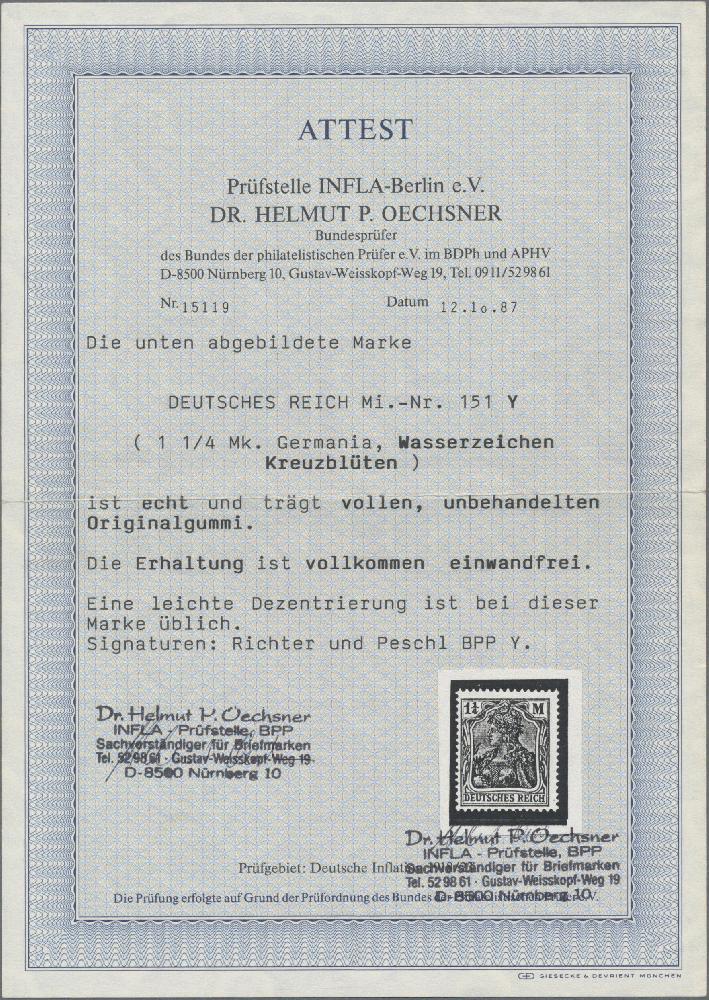 ATTEST
Prüfstelle INFLA-Berlin e.V.
DR. HELMUT P. OECHSNER
Bundesprüfer
des Bundes der philatelistischen Prüfer e.V. im BDPh und APHV
D-8500 Nürnberg 10, Gustav-Weisskopf-Weg 19, Tel. 0911/529861
Nr. 15119 Datum 12.1o.87
Die unten abgebildete Marke
DEUTSCHES REICH Mi.-Nr. 151 Y
( 1 1/4 Mk. Germania, Wasserzeichen
Kreuzblüten )
ist echt und trägt vollen, unbehandelten
Originalgummi.
Die Erhaltung ist vollkommen einwandfrei.
Eine leichte Dezentrierung ist bei dieser
Marke üblich.
Signaturen: Richter und Peschl BPP Y.
1¼ M
DEUTSCHES REICH
Dr. Helmut P. Oechsner
INFLA - Prüfstelle, BPP
Sachverständiger für Briefmarken
Tel. 52 98 61 · Gustav-Weisskopf-Weg 19
D-8500 Nürnberg 10
Dr. Helmut P. Oechsner
INFLA - Prüfstelle, BPP
Sachverständiger für Briefmarken
Tel. 52 98 61 · Gustav-Weisskopf-Weg 19
D-8500 Nürnberg 10
Prüfgebiet: Deutsche
Die Prüfung erfolgte auf Grund der Prüfordnung des Bundes
GIESECKE & DEVRIENT MÜNCHEN